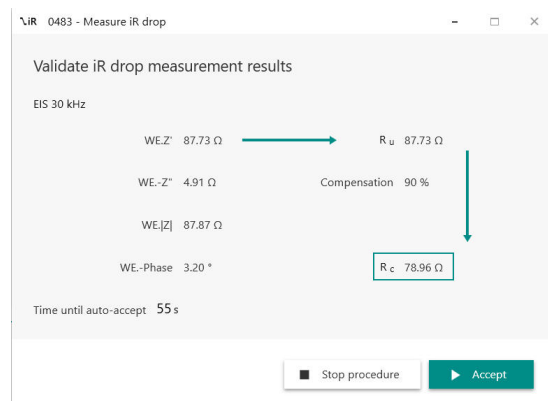 iR 0483 - Measure iR drop
Validate iR drop measurement results
EIS 30 kHz
WE.Z' 87.73 Ω R u 87.73 Ω
WE.-Z" 4.91 Ω Compensation 90 %
WE.|Z| 87.87 Ω
WE.-Phase 3.20 ° R c 78.96 Ω
Time until auto-accept 55 s
Stop procedure Accept